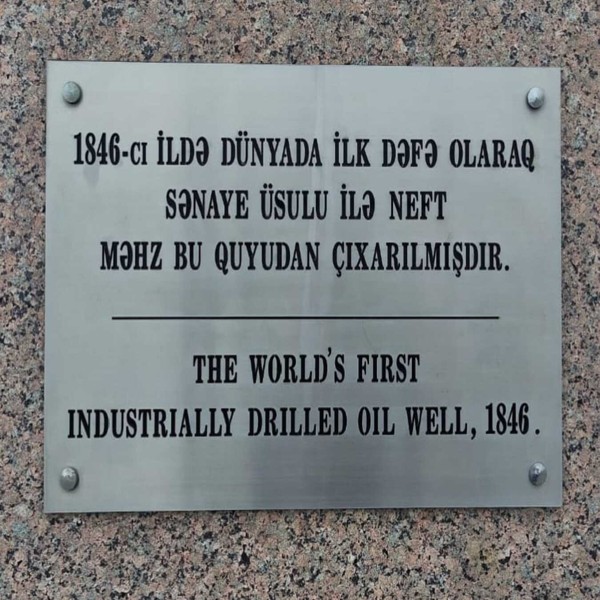 1846-CI İLDƏ DÜNYADA İLK DƏFƏ OLARAQ
SƏNAYE ÜSULU İLƏ NEFT
MƏHZ BU QUYUDAN ÇIXARILMIŞDIR.
THE WORLD'S FIRST
INDUSTRIALLY DRILLED OIL WELL, 1846.